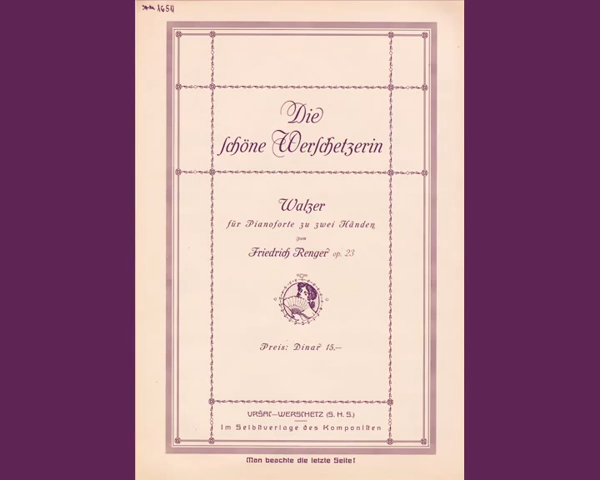 1654
Die
ſchöne Werſchetzerin
Walzer
für Pianoforte zu zwei Händen
von
Friedrich Renger op. 23
Preis: Dinar 15.—
VRŠAC—WERSCHETZ (S. H. S.)
Im Selbſtverlage des Komponiſten
Man beachte die letzte Seite!